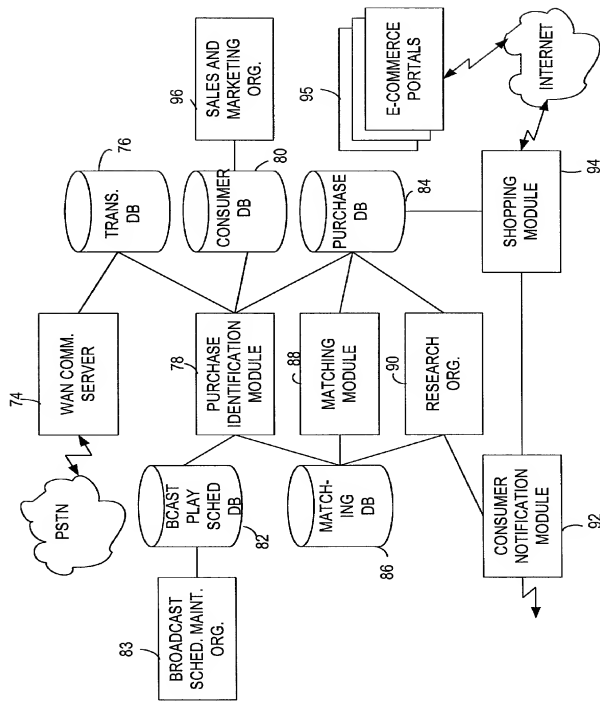 PSTN
74
WAN COMM.
SERVER
TRANS.
DB
76
83
BROADCAST
SCHED. MAINT.
ORG.
BCAST
PLAY
SCHED
DB
82
78
PURCHASE
IDENTIFICATION
MODULE
CONSUMER
DB
80
96
SALES AND
MARKETING
ORG.
MATCH-
ING
DB
86
88
MATCHING
MODULE
PURCHASE
DB
84
95
E-COMMERCE
PORTALS
90
RESEARCH
ORG.
CONSUMER
NOTIFICATION
MODULE
92
SHOPPING
MODULE
94
INTERNET